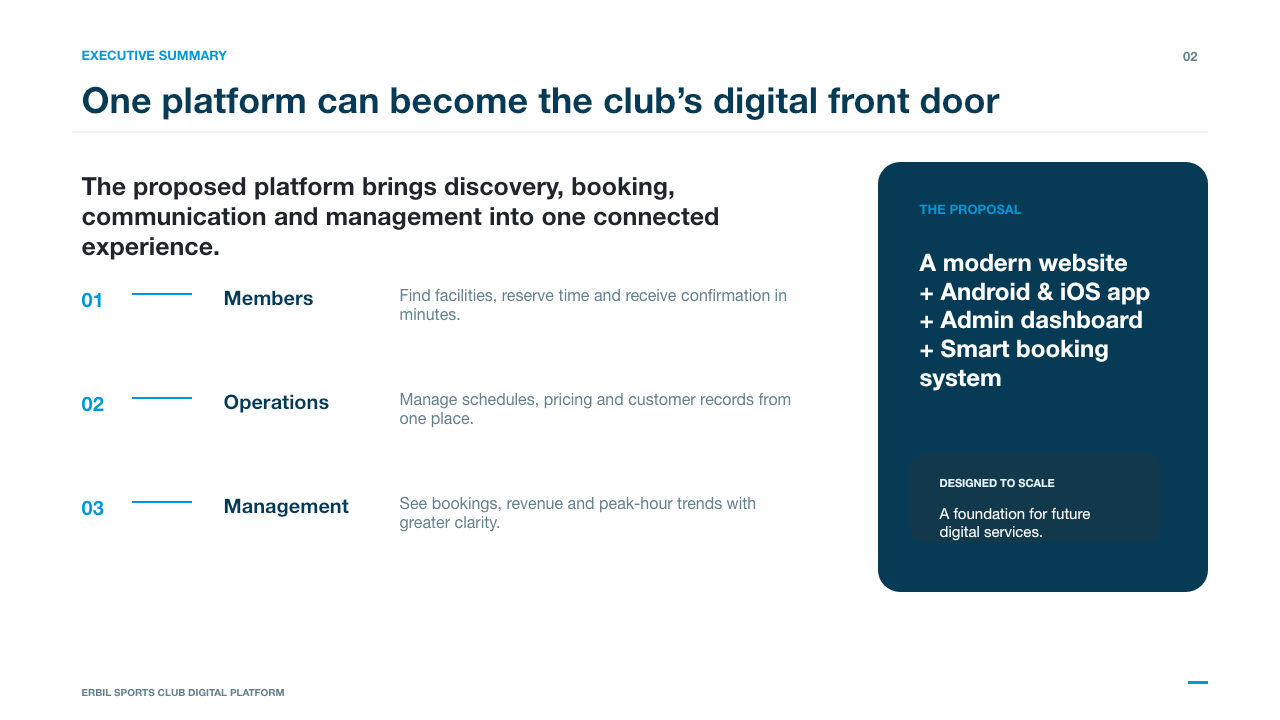 EXECUTIVE SUMMARY
02
One platform can become the club’s digital front door
The proposed platform brings discovery, booking,
communication and management into one connected
experience.
01
Members
Find facilities, reserve time and receive confirmation in
minutes.
02
Operations
Manage schedules, pricing and customer records from
one place.
03
Management
See bookings, revenue and peak-hour trends with
greater clarity.
THE PROPOSAL
A modern website
+ Android & iOS app
+ Admin dashboard
+ Smart booking
system
DESIGNED TO SCALE
A foundation for future
digital services.
ERBIL SPORTS CLUB DIGITAL PLATFORM